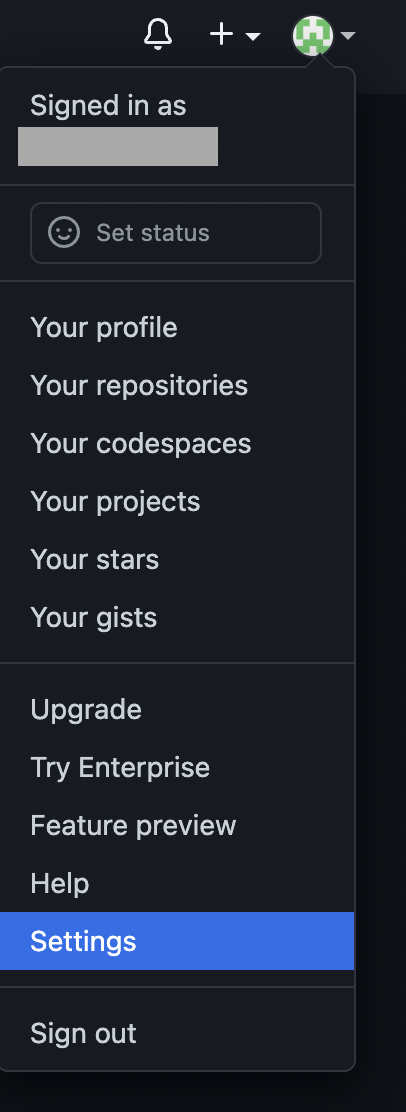 Signed in as
Set status
Your profile
Your repositories
Your codespaces
Your projects
Your stars
Your gists
Upgrade
Try Enterprise
Feature preview
Help
Settings
Sign out